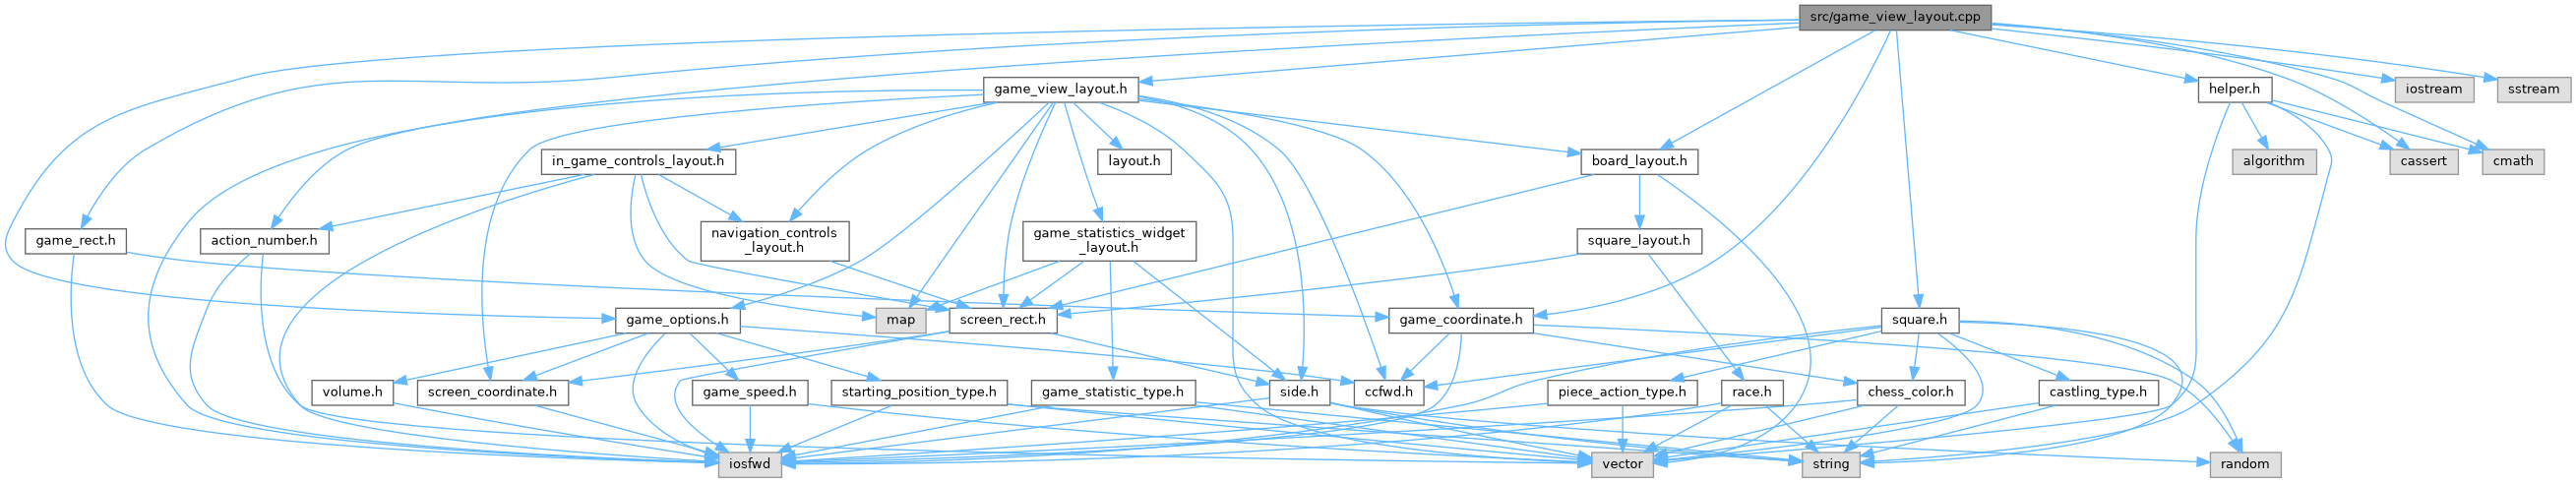 src/game_view_layout.cpp
game_view_layout.h
helper.h
iostream
sstream
in_game_controls_layout.h
layout.h
board_layout.h
algorithm
cassert
cmath
game_rect.h
action_number.h
navigation_controls
_layout.h
game_statistics_widget
_layout.h
square_layout.h
game_options.h
map
screen_rect.h
game_coordinate.h
square.h
volume.h
screen_coordinate.h
game_speed.h
starting_position_type.h
game_statistic_type.h
side.h
ccfwd.h
piece_action_type.h
race.h
chess_color.h
castling_type.h
iosfwd
vector
string
random